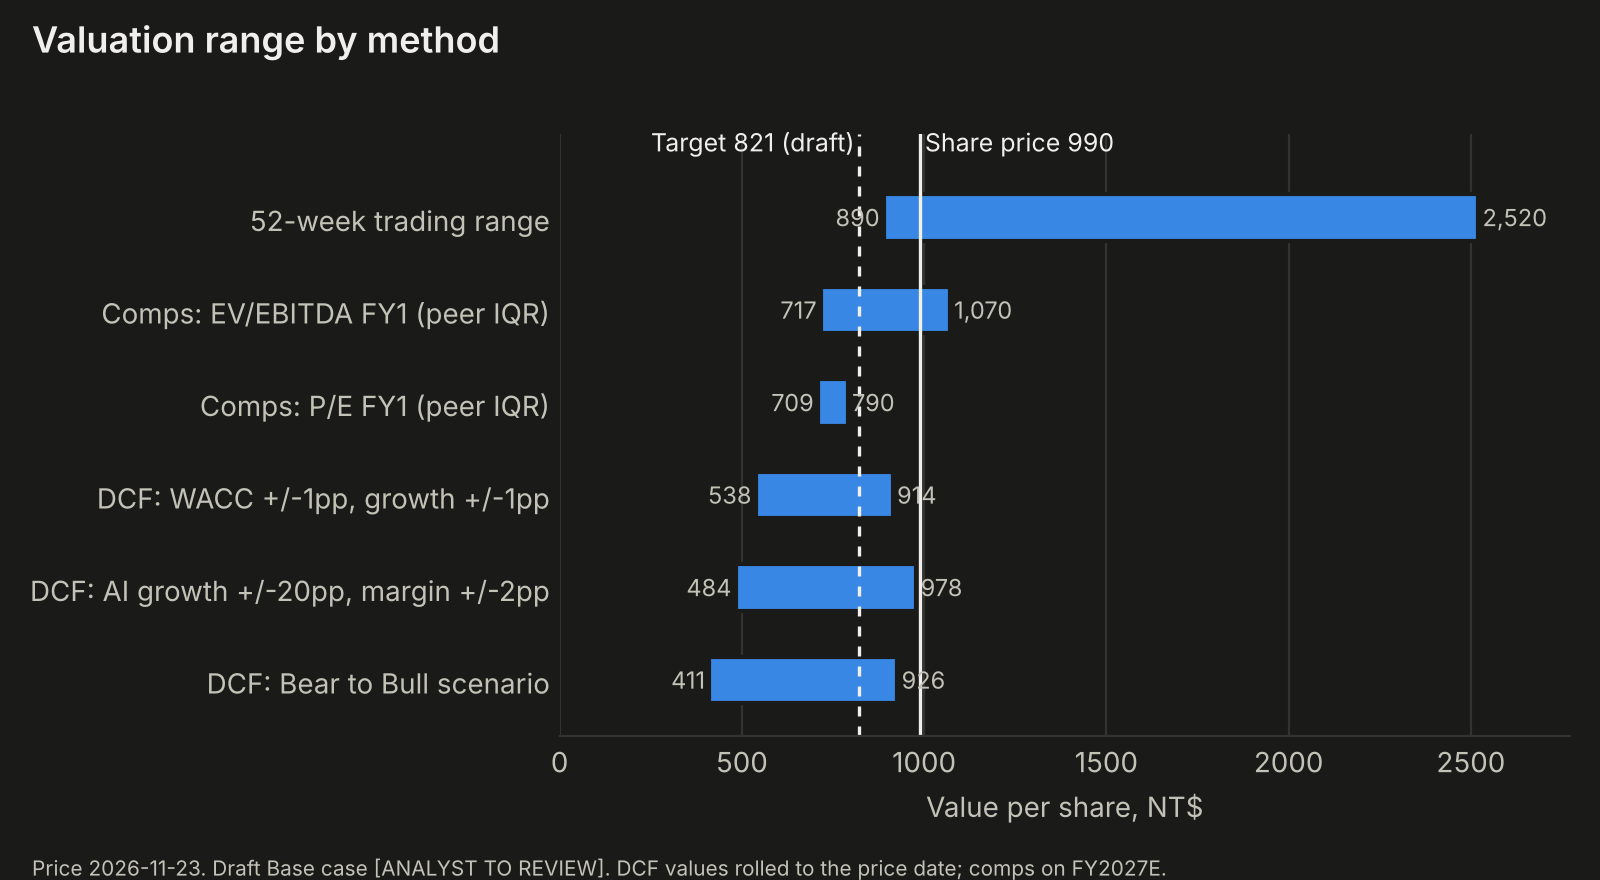 Valuation range by method
Target 821 (draft)
Share price 990
52-week trading range
890
2,520
Comps: EV/EBITDA FY1 (peer IQR)
717
1,070
Comps: P/E FY1 (peer IQR)
709
790
DCF: WACC +/-1pp, growth +/-1pp
538
914
DCF: AI growth +/-20pp, margin +/-2pp
484
978
DCF: Bear to Bull scenario
411
926
0
500
1000
1500
2000
2500
Value per share, NT$
Price 2026-11-23. Draft Base case [ANALYST TO REVIEW]. DCF values rolled to the price date; comps on FY2027E.